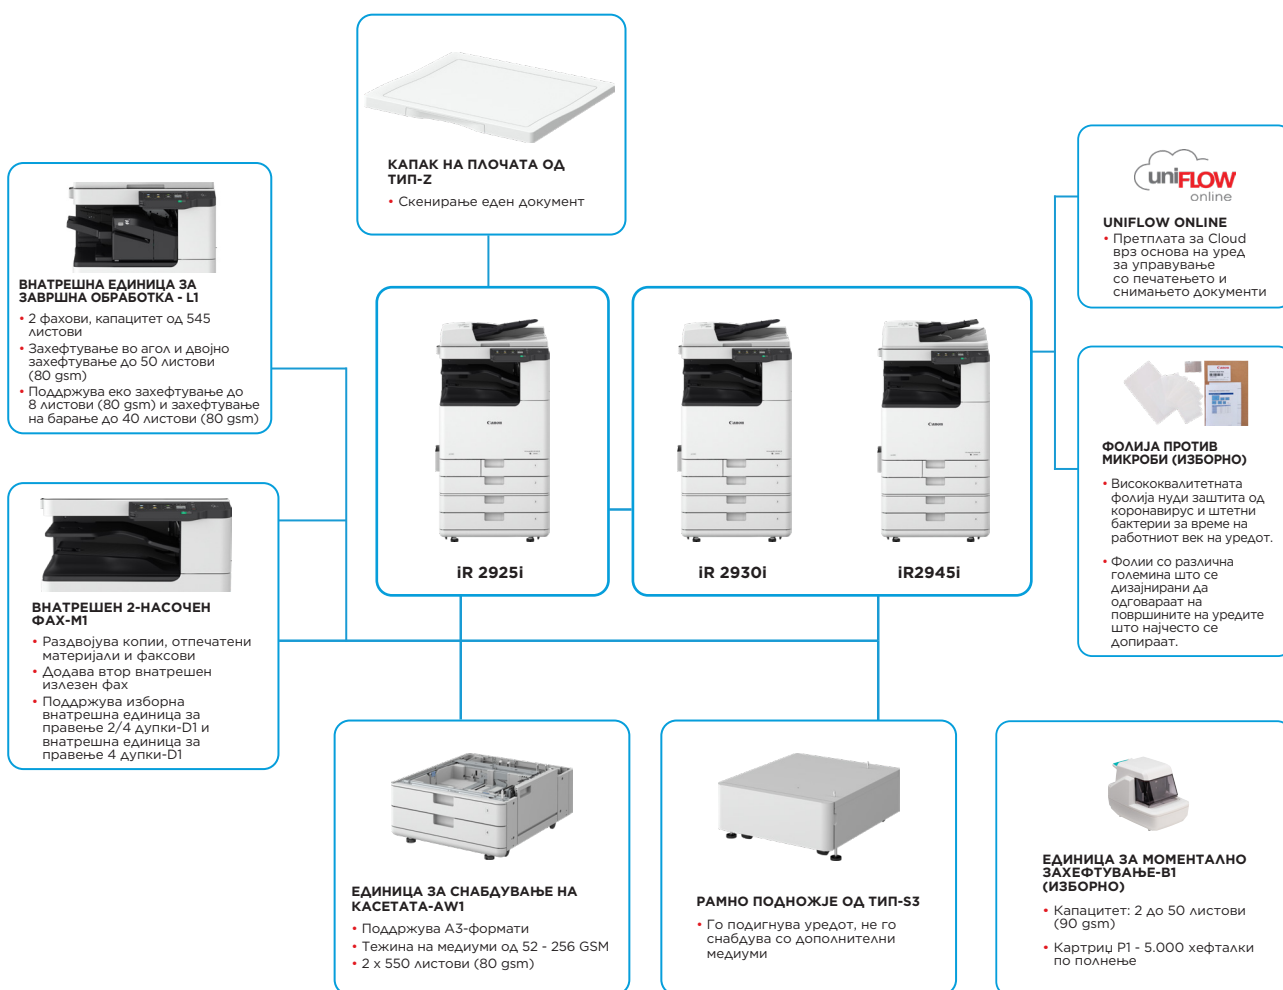 КАПАК НА ПЛОЧАТА ОД
ТИП-Z
• Скенирање еден документ
ВНАТРЕШНА ЕДИНИЦА ЗА
ЗАВРШНА ОБРАБОТКА - L1
• 2 фахови, капацитет од 545
листови
• Захефтување во агол и двојно
захефтување до 50 листови
(80 gsm)
• Поддржува еко захефтување до
8 листови (80 gsm) и захефтување
на барање до 40 листови (80 gsm)
ВНАТРЕШЕН 2-НАСОЧЕН
ФАХ-M1
• Раздвојува копии, отпечатени
материјали и факсови
• Додава втор внатрешен
излезен фах
• Поддржува изборна
внатрешна единица за
правење 2/4 дупки-D1 и
внатрешна единица за
правење 4 дупки-D1
Canon
iR 2925i
Canon
iR 2930i
Canon
iR2945i
uniFLOW
online
UNIFLOW ONLINE
• Претплата за Cloud
врз основа на уред
за управување
со печатењето и
снимањето документи
ФОЛИЈА ПРОТИВ
МИКРОБИ (ИЗБОРНО)
• Висококвалитетната
фолија нуди заштита од
коронавирус и штетни
бактерии за време на
работниот век на уредот.
• Фолии со различна
големина што се
дизајнирани да
одговараат на
површините на уредите
што најчесто се
допираат.
ЕДИНИЦА ЗА СНАБДУВАЊЕ НА
КАСЕТАТА-AW1
• Поддржува A3-формати
• Тежина на медиуми од 52 - 256 GSM
• 2 x 550 листови (80 gsm)
РАМНО ПОДНОЖЈЕ ОД ТИП-S3
• Го подигнува уредот, не го
снабдува со дополнителни
медиуми
ЕДИНИЦА ЗА МОМЕНТАЛНО
ЗАХЕФТУВАЊЕ-B1
(ИЗБОРНО)
• Капацитет: 2 до 50 листови
(90 gsm)
• Картриџ P1 - 5.000 хефталки
по полнење